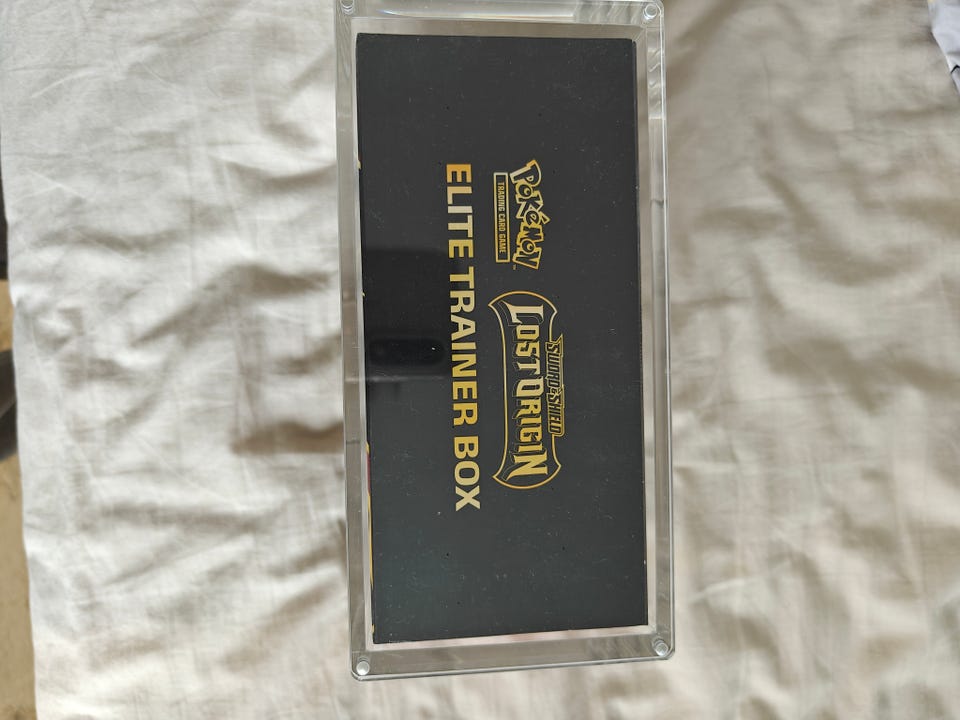 Pokémon
TRADING CARD GAME
SWORD & SHIELD
LOST ORIGIN
ELITE TRAINER BOX